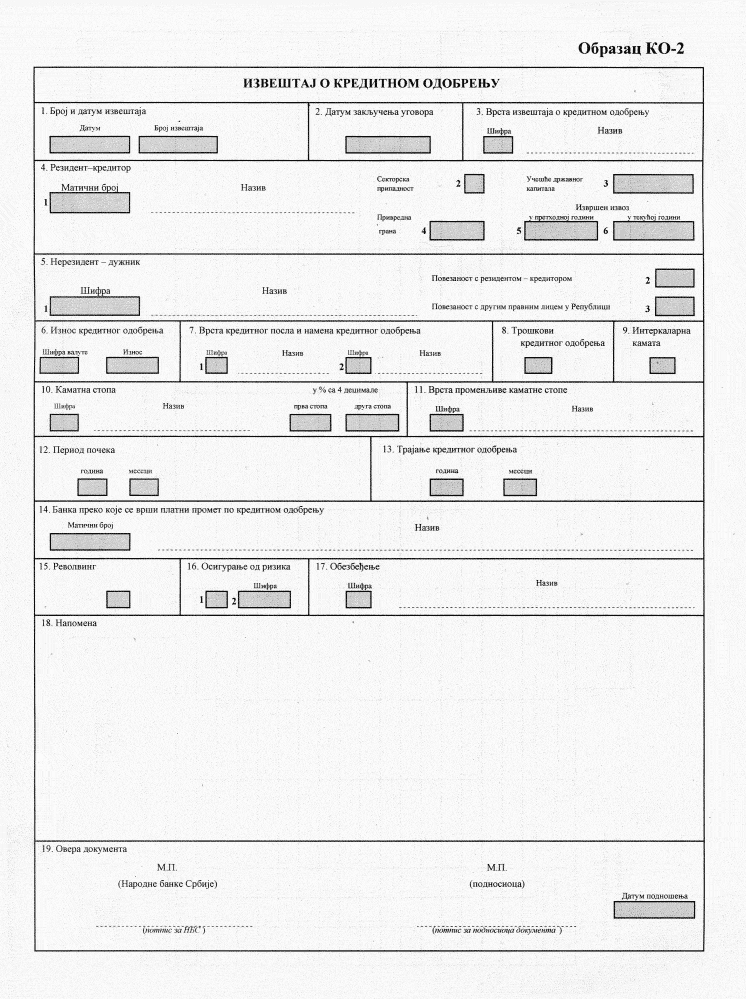 Образац КО-2
ИЗВЕШТАЈ О КРЕДИТНОМ ОДОБРЕЊУ
1. Број и датум извештаја
Датум
Број извештаја
2. Датум закључења уговора
3. Врста извештаја о кредитном одобрењу
Шифра
Назив
4. Резидент–кредитор
Матични број
Назив
1
Секторска
припадност
2
Учешће државног
капитала
3
Привредна
грана
4
Извршен извоз
у претходној години
у текућој години
5
6
5. Нерезидент – дужник
Шифра
Назив
1
Повезаност с резидентом – кредитором
2
Повезаност с другим правним лицем у Републици
3
6. Износ кредитног одобрења
Шифра валуте
Износ
7. Врста кредитног посла и намена кредитног одобрења
Шифра
Назив
Шифра
Назив
1
2
8. Трошкови
кредитног одобрења
9. Интеркаларна
камата
10. Каматна стопа
у % са 4 децимале
Шифра
Назив
прва стопа
друга стопа
11. Врста променљиве каматне стопе
Шифра
Назив
12. Период почека
година
месеци
13. Трајање кредитног одобрења
година
месеци
14. Банка преко које се врши платни промет по кредитном одобрењу
Матични број
Назив
15. Револвинг
16. Осигурање од ризика
Шифра
1
2
17. Обезбеђење
Шифра
Назив
18. Напомена
19. Овера документа
М.П.
(Народне банке Србије)
М.П.
(подносиоца)
Датум подношења
(потпис за НБС )
(потпис за подносиоца документа )